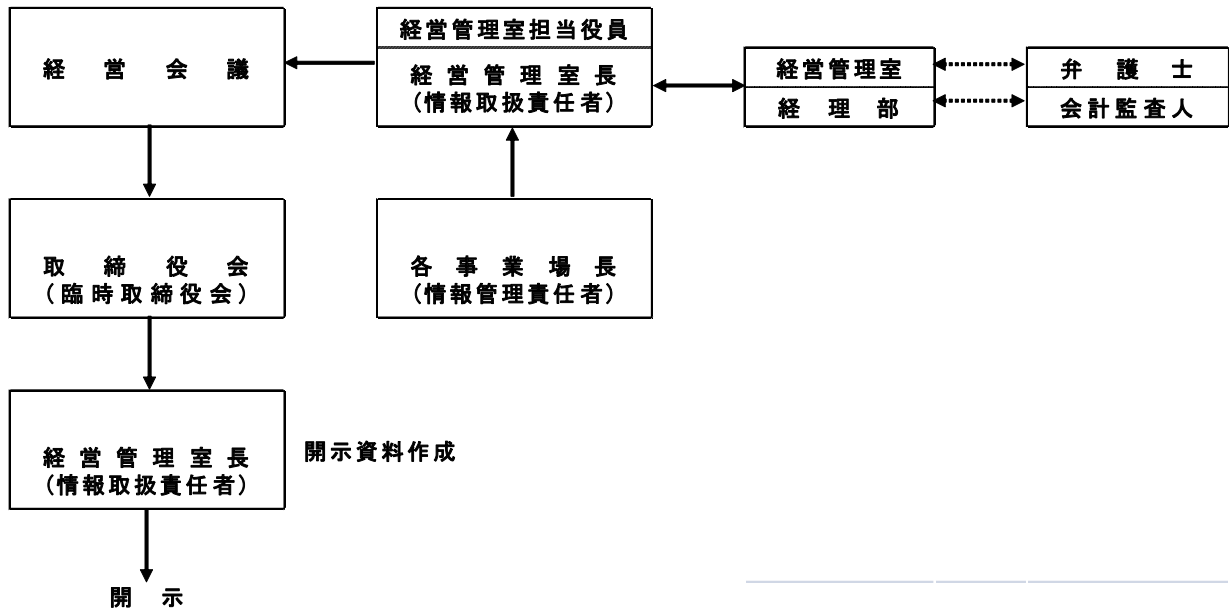 経営会議
経営管理室担当役員
経営管理室長
（情報取扱責任者）
経営管理室
経理部
弁護士
会計監査人
取締役会
（臨時取締役会）
各事業場長
（情報管理責任者）
経営管理室長
（情報取扱責任者）
開示資料作成
開示